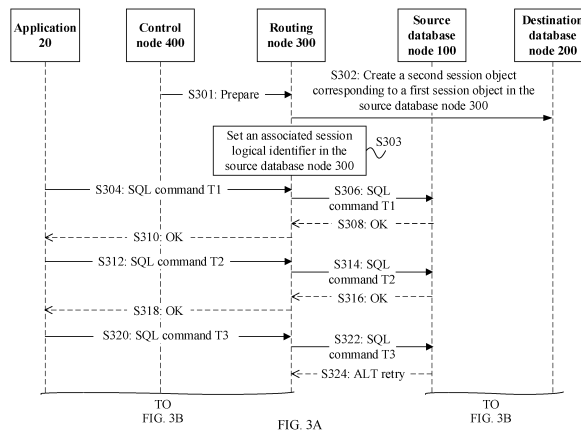 Application
20
Control
node 400
Routing
node 300
Source
database
node 100
Destination
database
node 200
S301: Prepare
S302: Create a second session object
corresponding to a first session object in the
source database node 300
Set an associated session
logical identifier in the
source database node 300
S303
S304: SQL command T1
S306: SQL
command T1
S308: OK
S310: OK
S312: SQL command T2
S314: SQL
command T2
S316: OK
S318: OK
S320: SQL command T3
S322: SQL
command T3
S324: ALT retry
TO
FIG. 3B
TO
FIG. 3B
FIG. 3A